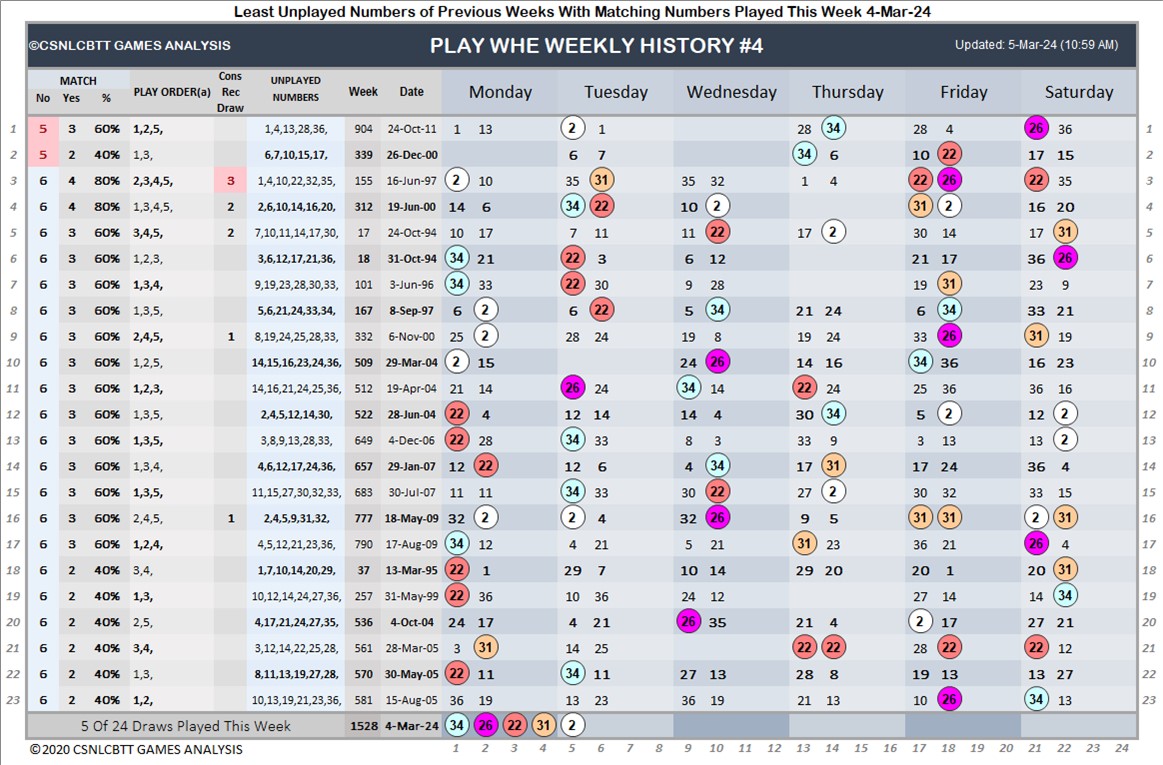 Least Unplayed Numbers of Previous Weeks With Matching Numbers Played This Week 4-Mar-24
©CSNLCBTT GAMES ANALYSIS PLAY WHE WEEKLY HISTORY #4 Updated: 5-Mar-24 (10:59 AM)
MATCH PLAY ORDER(a) Cons Rec Draw UNPLAYED NUMBERS Week Date Monday Tuesday Wednesday Thursday Friday Saturday
No Yes %
1 5 3 60% 1,2,5, 1,4,13,28,36, 904 24-Oct-11 1 13 2 1 28 34 28 4 26 36 1
2 5 2 40% 1,3, 6,7,10,15,17, 339 26-Dec-00 6 7 34 6 10 22 17 15 2
3 6 4 80% 2,3,4,5, 3 1,4,10,22,32,35, 155 16-Jun-97 2 10 35 31 35 32 1 4 22 26 22 35 3
4 6 4 80% 1,3,4,5, 2 2,6,10,14,16,20, 312 19-Jun-00 14 6 34 22 10 2 31 2 16 20 4
5 6 3 60% 3,4,5, 2 7,10,11,14,17,30, 17 24-Oct-94 10 17 7 11 11 22 17 2 30 14 17 31 5
6 6 3 60% 1,2,3, 3,6,12,17,21,36, 18 31-Oct-94 34 21 22 3 6 12 21 17 36 26 6
7 6 3 60% 1,3,4, 9,19,23,28,30,33, 101 3-Jun-96 34 33 22 30 9 28 19 31 23 9 7
8 6 3 60% 1,3,5, 5,6,21,24,33,34, 167 8-Sep-97 6 2 6 22 5 34 21 24 6 34 33 21 8
9 6 3 60% 2,4,5, 1 8,19,24,25,28,33, 332 6-Nov-00 25 2 28 24 19 8 19 24 33 26 31 19 9
10 6 3 60% 1,2,5, 14,15,16,23,24,36, 509 29-Mar-04 2 15 24 26 14 16 34 36 16 23 10
11 6 3 60% 1,2,3, 14,16,21,24,25,36, 512 19-Apr-04 21 14 26 24 34 14 22 24 25 36 36 16 11
12 6 3 60% 1,3,5, 2,4,5,12,14,30, 522 28-Jun-04 22 4 12 14 14 4 30 34 5 2 12 2 12
13 6 3 60% 1,3,5, 3,8,9,13,28,33, 649 4-Dec-06 22 28 34 33 8 3 33 9 3 13 13 2 13
14 6 3 60% 1,3,4, 4,6,12,17,24,36, 657 29-Jan-07 12 22 12 6 4 34 17 31 17 24 36 4 14
15 6 3 60% 1,3,5, 11,15,27,30,32,33, 683 30-Jul-07 11 11 34 33 30 22 27 2 30 32 33 15 15
16 6 3 60% 2,4,5, 1 2,4,5,9,31,32, 777 18-May-09 32 2 2 4 32 26 9 5 31 31 2 31 16
17 6 3 60% 1,2,4, 4,5,12,21,23,36, 790 17-Aug-09 34 12 4 21 5 21 31 23 36 21 26 4 17
18 6 2 40% 3,4, 1,7,10,14,20,29, 37 13-Mar-95 22 1 29 7 10 14 29 20 20 1 20 31 18
19 6 2 40% 1,3, 10,12,14,24,27,36, 257 31-May-99 22 36 10 36 24 12 27 14 14 34 19
20 6 2 40% 2,5, 4,17,21,24,27,35, 536 4-Oct-04 24 17 4 21 26 35 21 4 2 17 27 21 20
21 6 2 40% 3,4, 3,12,14,22,25,28, 561 28-Mar-05 3 31 14 25 22 22 28 22 22 12 21
22 6 2 40% 1,3, 8,11,13,19,27,28, 570 30-May-05 22 11 34 11 27 13 28 8 19 13 13 27 22
23 6 2 40% 1,2, 10,13,19,21,23,36, 581 15-Aug-05 36 19 13 23 36 19 21 13 10 26 34 13 23
5 Of 24 Draws Played This Week 1528 4-Mar-24 34 26 22 31 2
© 2020 CSNLCBTT GAMES ANALYSIS 1 2 3 4 5 6 7 8 9 10 11 12 13 14 15 16 17 18 19 20 21 22 23 24